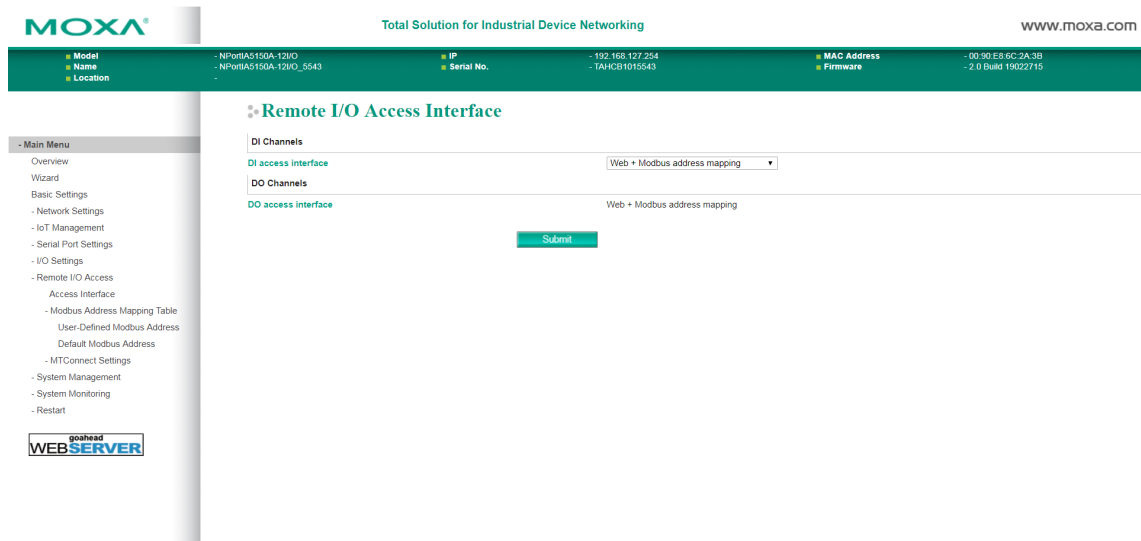 MOXA®
Total Solution for Industrial Device Networking
www.moxa.com
Model - NPortIA5150A-12I/O IP - 192.168.127.254 MAC Address - 00:90:E8:6C:2A:3B
Name - NPortIA5150A-12I/O_5543 Serial No. - TAHCB1015543 Firmware - 2.0 Build 19022715
Location -
- Main Menu
Overview
Wizard
Basic Settings
- Network Settings
- IoT Management
- Serial Port Settings
- I/O Settings
- Remote I/O Access
Access Interface
- Modbus Address Mapping Table
User-Defined Modbus Address
Default Modbus Address
- MTConnect Settings
- System Management
- System Monitoring
- Restart
goahead
WEBSERVER
Remote I/O Access Interface
DI Channels
DI access interface Web + Modbus address mapping
DO Channels
DO access interface Web + Modbus address mapping
Submit